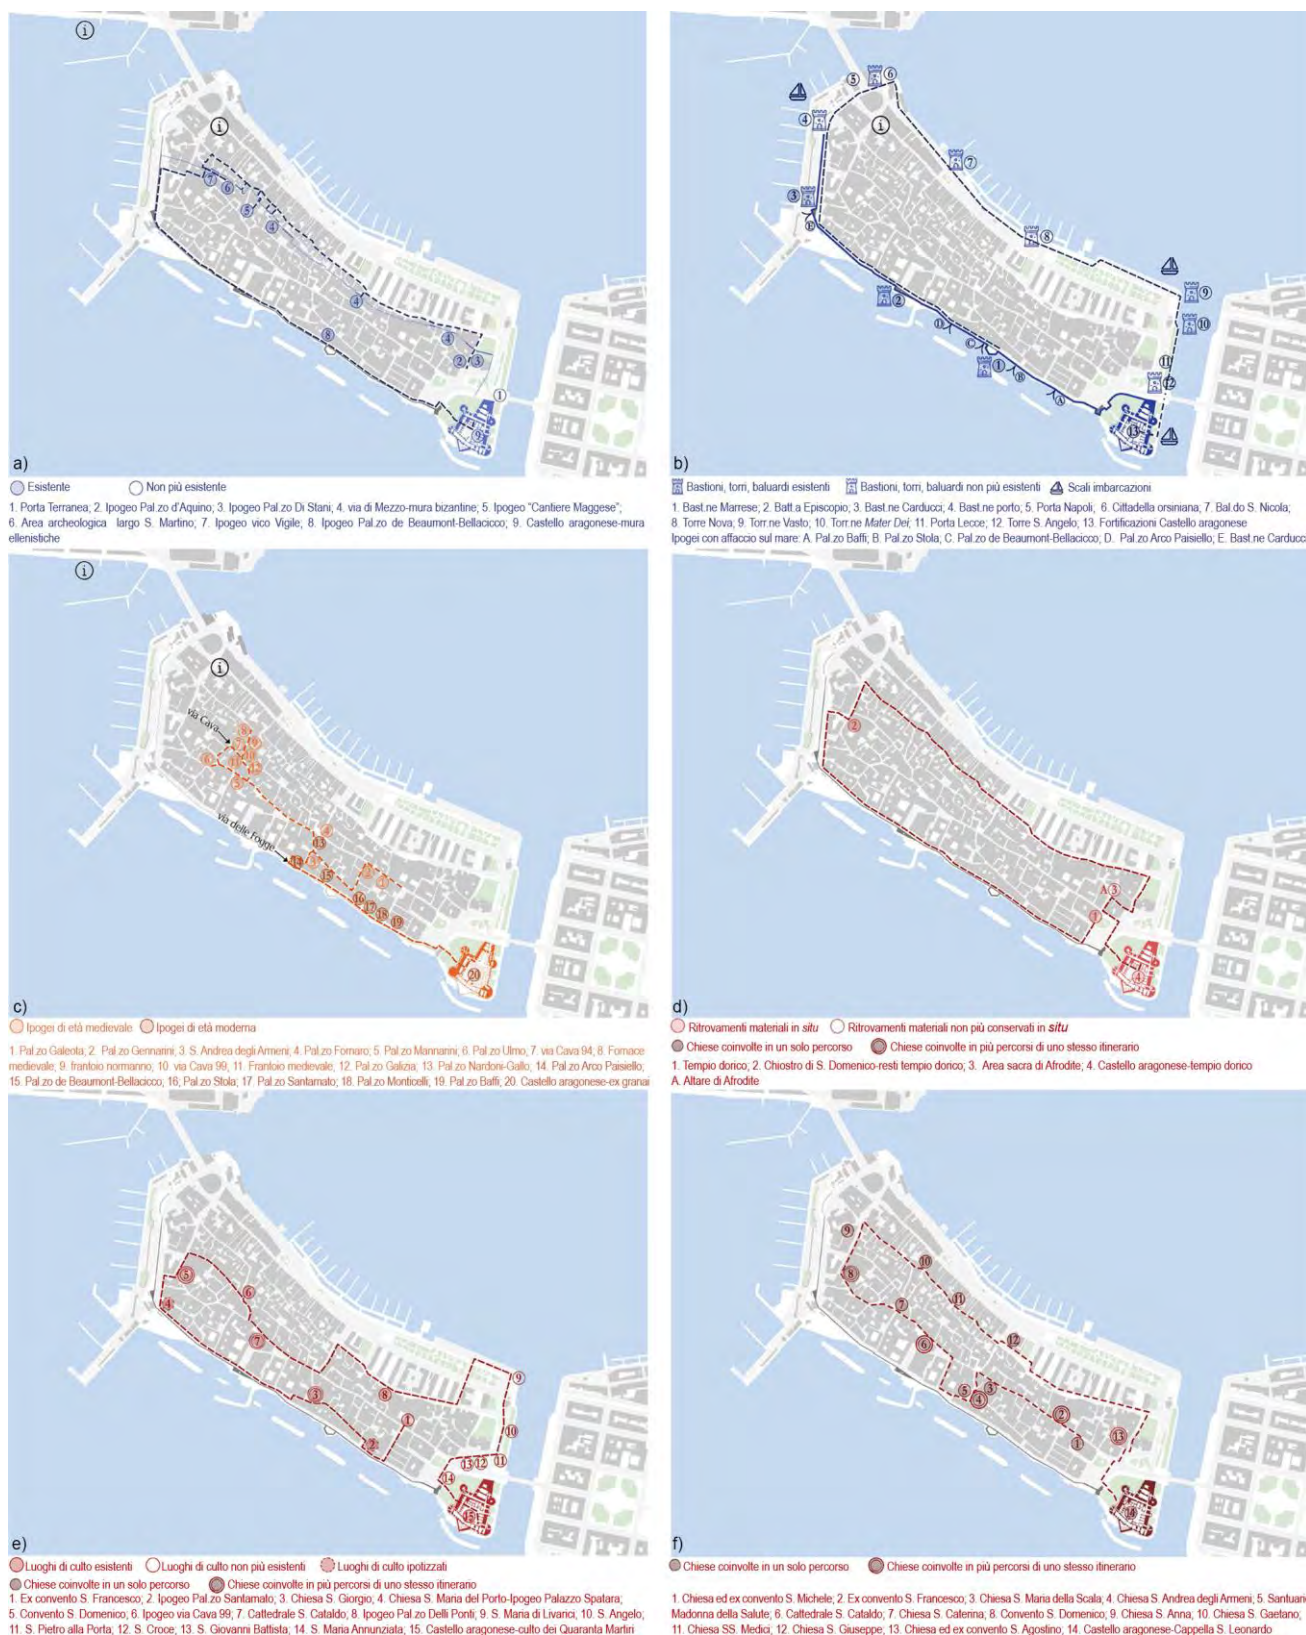 a)
Esistente Non più esistente
1. Porta Terranea; 2. Ipogeo Pal.zo d'Aquino; 3. Ipogeo Pal.zo Di Stani; 4. via di Mezzo-mura bizantine; 5. Ipogeo "Cantiere Maggese";
6. Area archeologica largo S. Martino; 7. Ipogeo vico Vigile; 8. Ipogeo Pal.zo de Beaumont-Bellacicco; 9. Castello aragonese-mura
ellenistiche
b)
Bastioni, torri, baluardi esistenti Bastioni, torri, baluardi non più esistenti Scali imbarcazioni
1. Bast.ne Marrese; 2. Batt.a Episcopio; 3. Bast.ne Carducci; 4. Bast.ne porto; 5. Porta Napoli; 6. Cittadella orsiniana; 7. Bal.do S. Nicola;
8. Torre Nova; 9. Torr.ne Vasto; 10. Torr.ne Mater Dei; 11. Porta Lecce; 12. Torre S. Angelo; 13. Fortificazioni Castello aragonese
Ipogei con affaccio sul mare: A. Pal.zo Baffi; B. Pal.zo Stola; C. Pal.zo de Beaumont-Bellacicco; D. Pal.zo Arco Paisiello; E. Bast.ne Carducci
via Cava
via delle Fogge
c)
Ipogei di età medievale Ipogei di età moderna
1. Pal.zo Galeota; 2. Pal.zo Gennarini; 3. S. Andrea degli Armeni; 4. Pal.zo Fornaro; 5. Pal.zo Mannarini; 6. Pal.zo Ulmo; 7. via Cava 94; 8. Fornace
medievale; 9. frantoio normanno; 10. via Cava 99; 11. Frantoio medievale; 12. Pal.zo Galizia; 13. Pal.zo Nardoni-Gallo; 14. Pal.zo Arco Paisiello;
15. Pal.zo de Beaumont-Bellacicco; 16; Pal.zo Stola; 17. Pal.zo Santamato; 18. Pal.zo Monticelli; 19. Pal.zo Baffi; 20. Castello aragonese-ex granai
d)
Ritrovamenti materiali in situ Ritrovamenti materiali non più conservati in situ
Chiese coinvolte in un solo percorso Chiese coinvolte in più percorsi di uno stesso itinerario
1. Tempio dorico; 2. Chiostro di S. Domenico-resti tempio dorico; 3. Area sacra di Afrodite; 4. Castello aragonese-tempio dorico
A. Altare di Afrodite
e)
Luoghi di culto esistenti Luoghi di culto non più esistenti Luoghi di culto ipotizzati
Chiese coinvolte in un solo percorso Chiese coinvolte in più percorsi di uno stesso itinerario
1. Ex convento S. Francesco; 2. Ipogeo Pal.zo Santamato; 3. Chiesa S. Giorgio; 4. Chiesa S. Maria del Porto-Ipogeo Palazzo Spatara;
5. Convento S. Domenico; 6. Ipogeo via Cava 99; 7. Cattedrale S. Cataldo; 8. Ipogeo Pal.zo Delli Ponti; 9. S. Maria di Livarici; 10. S. Angelo;
11. S. Pietro alla Porta; 12. S. Croce; 13. S. Giovanni Battista; 14. S. Maria Annunziata; 15. Castello aragonese-culto dei Quaranta Martiri
f)
Chiese coinvolte in un solo percorso Chiese coinvolte in più percorsi di uno stesso itinerario
1. Chiesa ed ex convento S. Michele; 2. Ex convento S. Francesco; 3. Chiesa S. Maria della Scala; 4. Chiesa S. Andrea degli Armeni; 5. Santuario
Madonna della Salute; 6. Cattedrale S. Cataldo; 7. Chiesa S. Caterina; 8. Convento S. Domenico; 9. Chiesa S. Anna; 10. Chiesa S. Gaetano;
11. Chiesa SS. Medici; 12. Chiesa S. Giuseppe; 13. Chiesa ed ex convento S. Agostino; 14. Castello aragonese-Cappella S. Leonardo